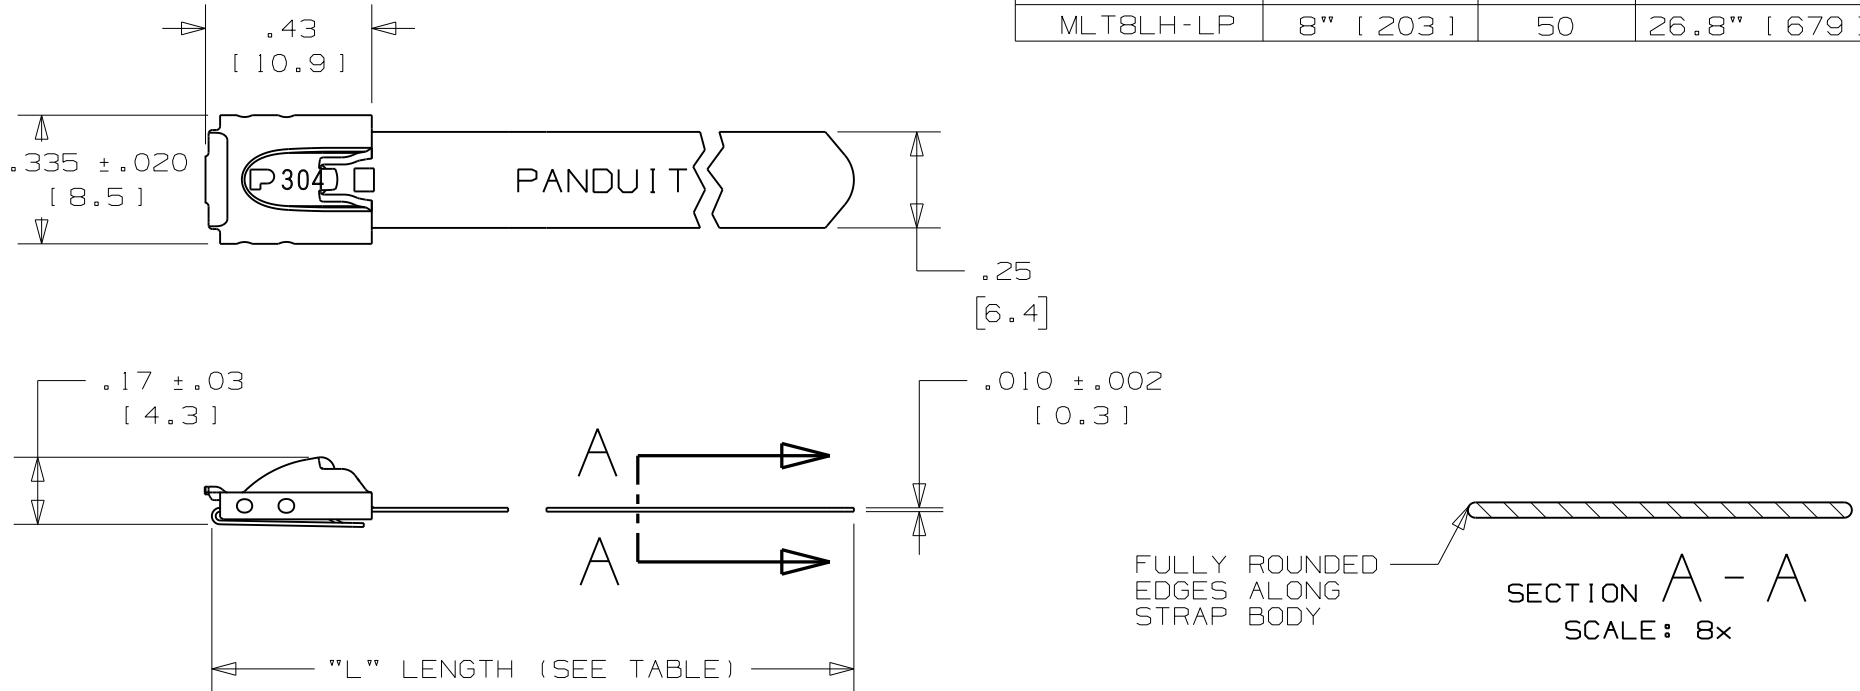 MLT8LH-LP 8" [203] 50 26.8" [679]
.43
[10.9]
.335 ±.020
[8.5]
P 304
PANDUIT
.25
[6.4]
.17 ±.03
[4.3]
.010 ±.002
[0.3]
A
A
FULLY ROUNDED
EDGES ALONG
STRAP BODY
SECTION A - A
SCALE: 8x
"L" LENGTH (SEE TABLE)